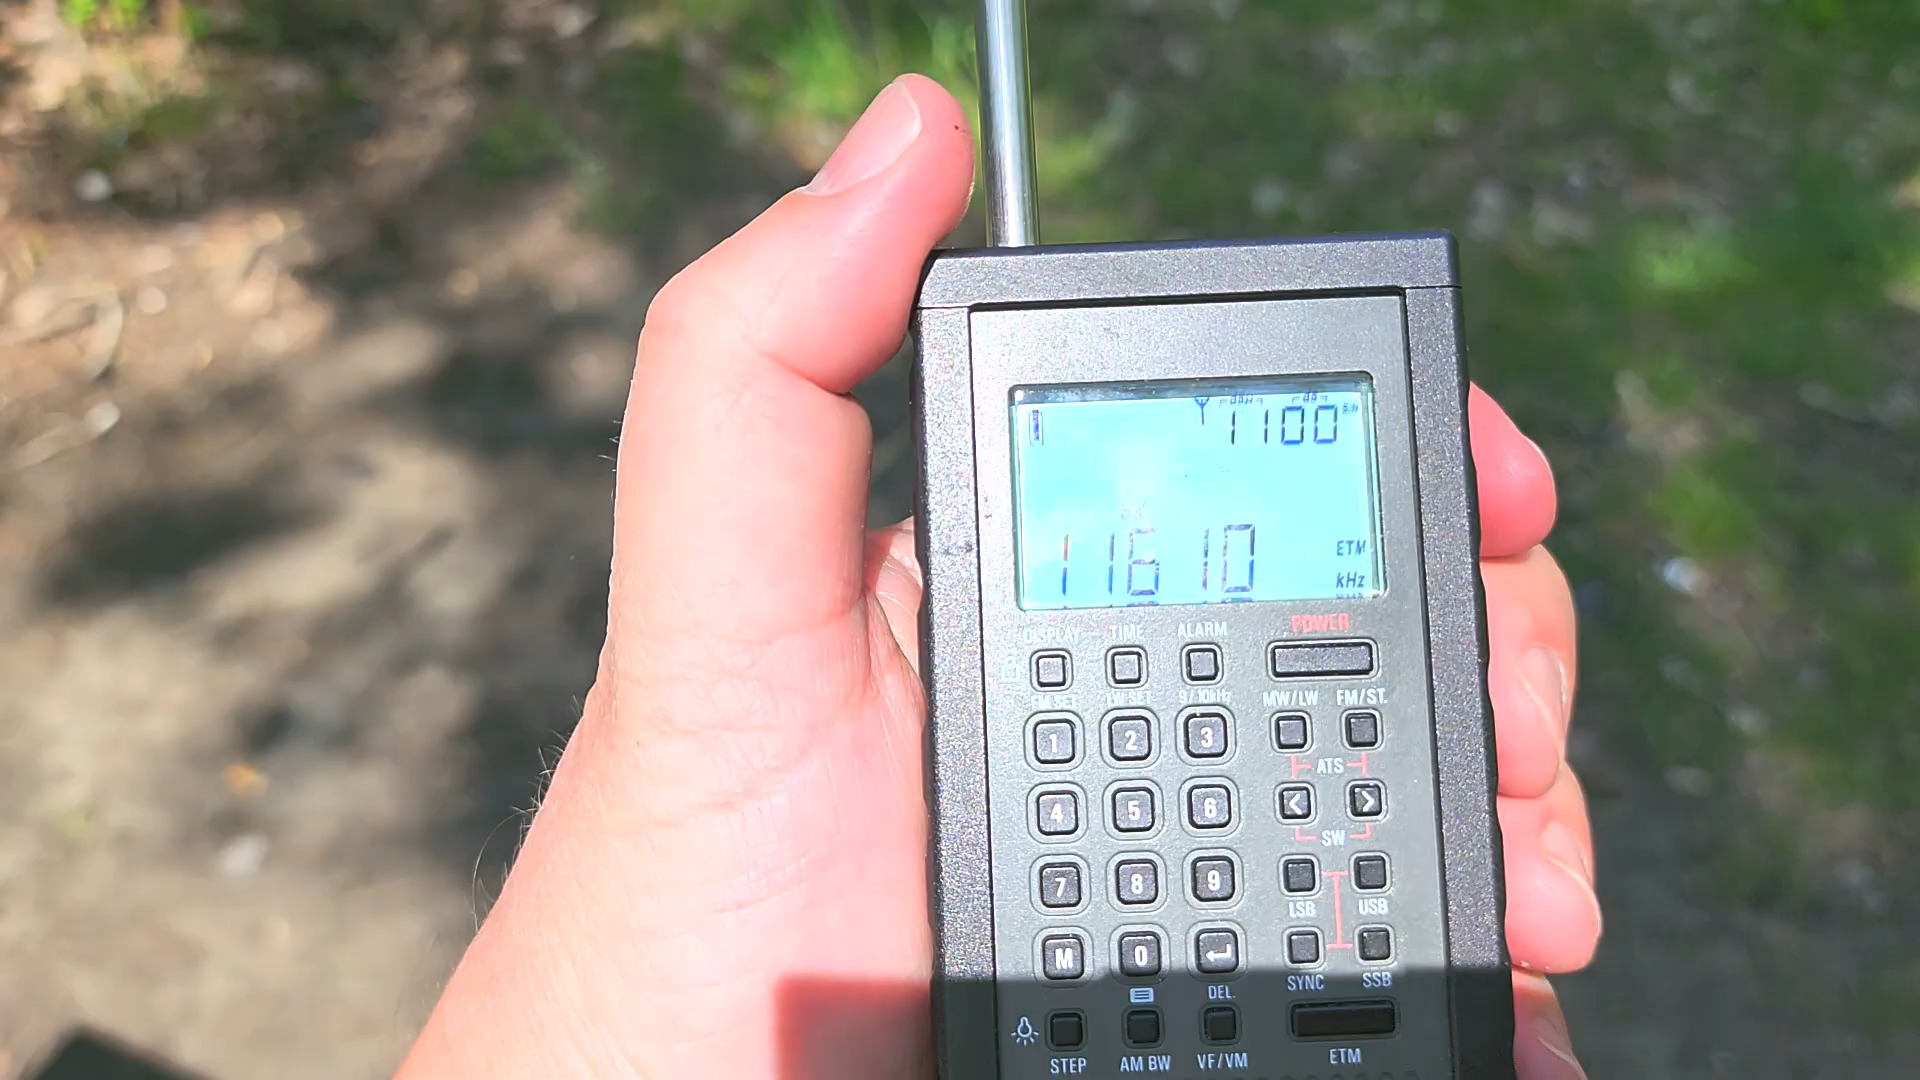 1100
SW
11610
ETM
kHz
DISPLAY TIME ALARM POWER
9/10kHz MW/LW FM/ST.
1 2 3
ATS
4 5 6 < >
SW
7 8 9
LSB USB
M 0 ↵
SYNC SSB
DEL.
STEP AM BW VF/VM ETM